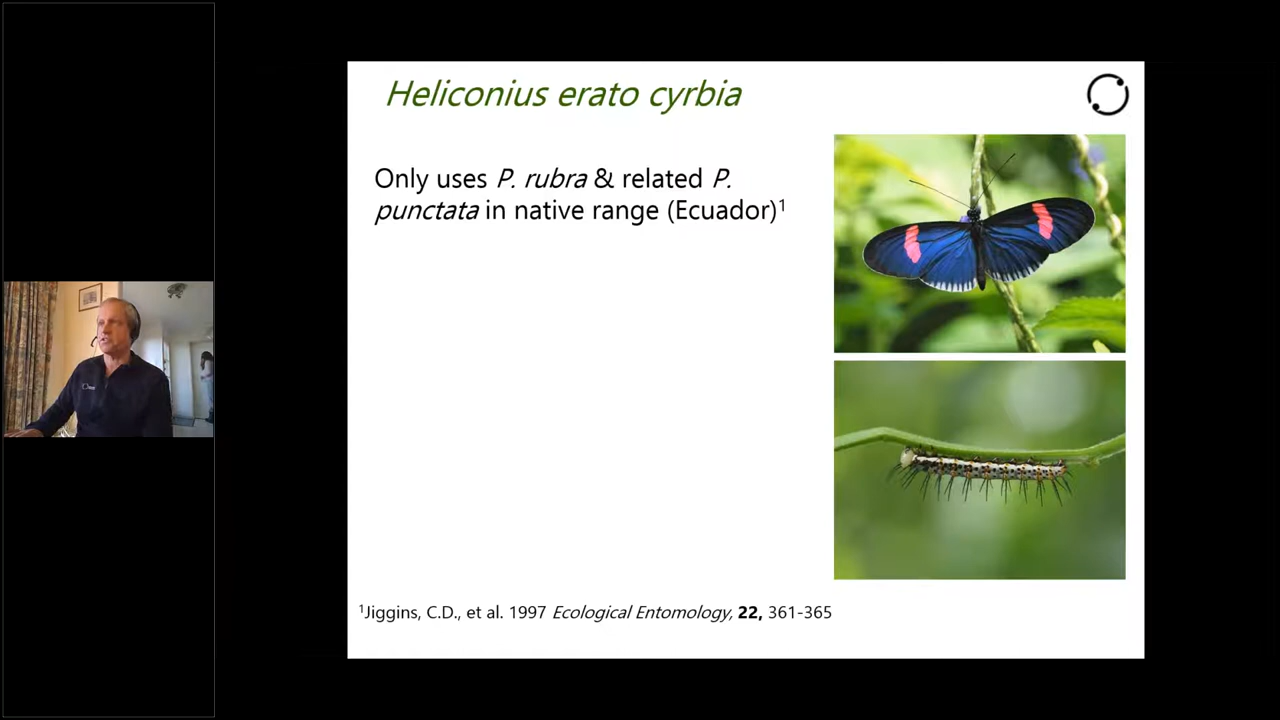 Heliconius erato cyrbia
Only uses P. rubra & related P.
punctata in native range (Ecuador)¹
¹Jiggins, C.D., et al. 1997 Ecological Entomology, 22, 361-365